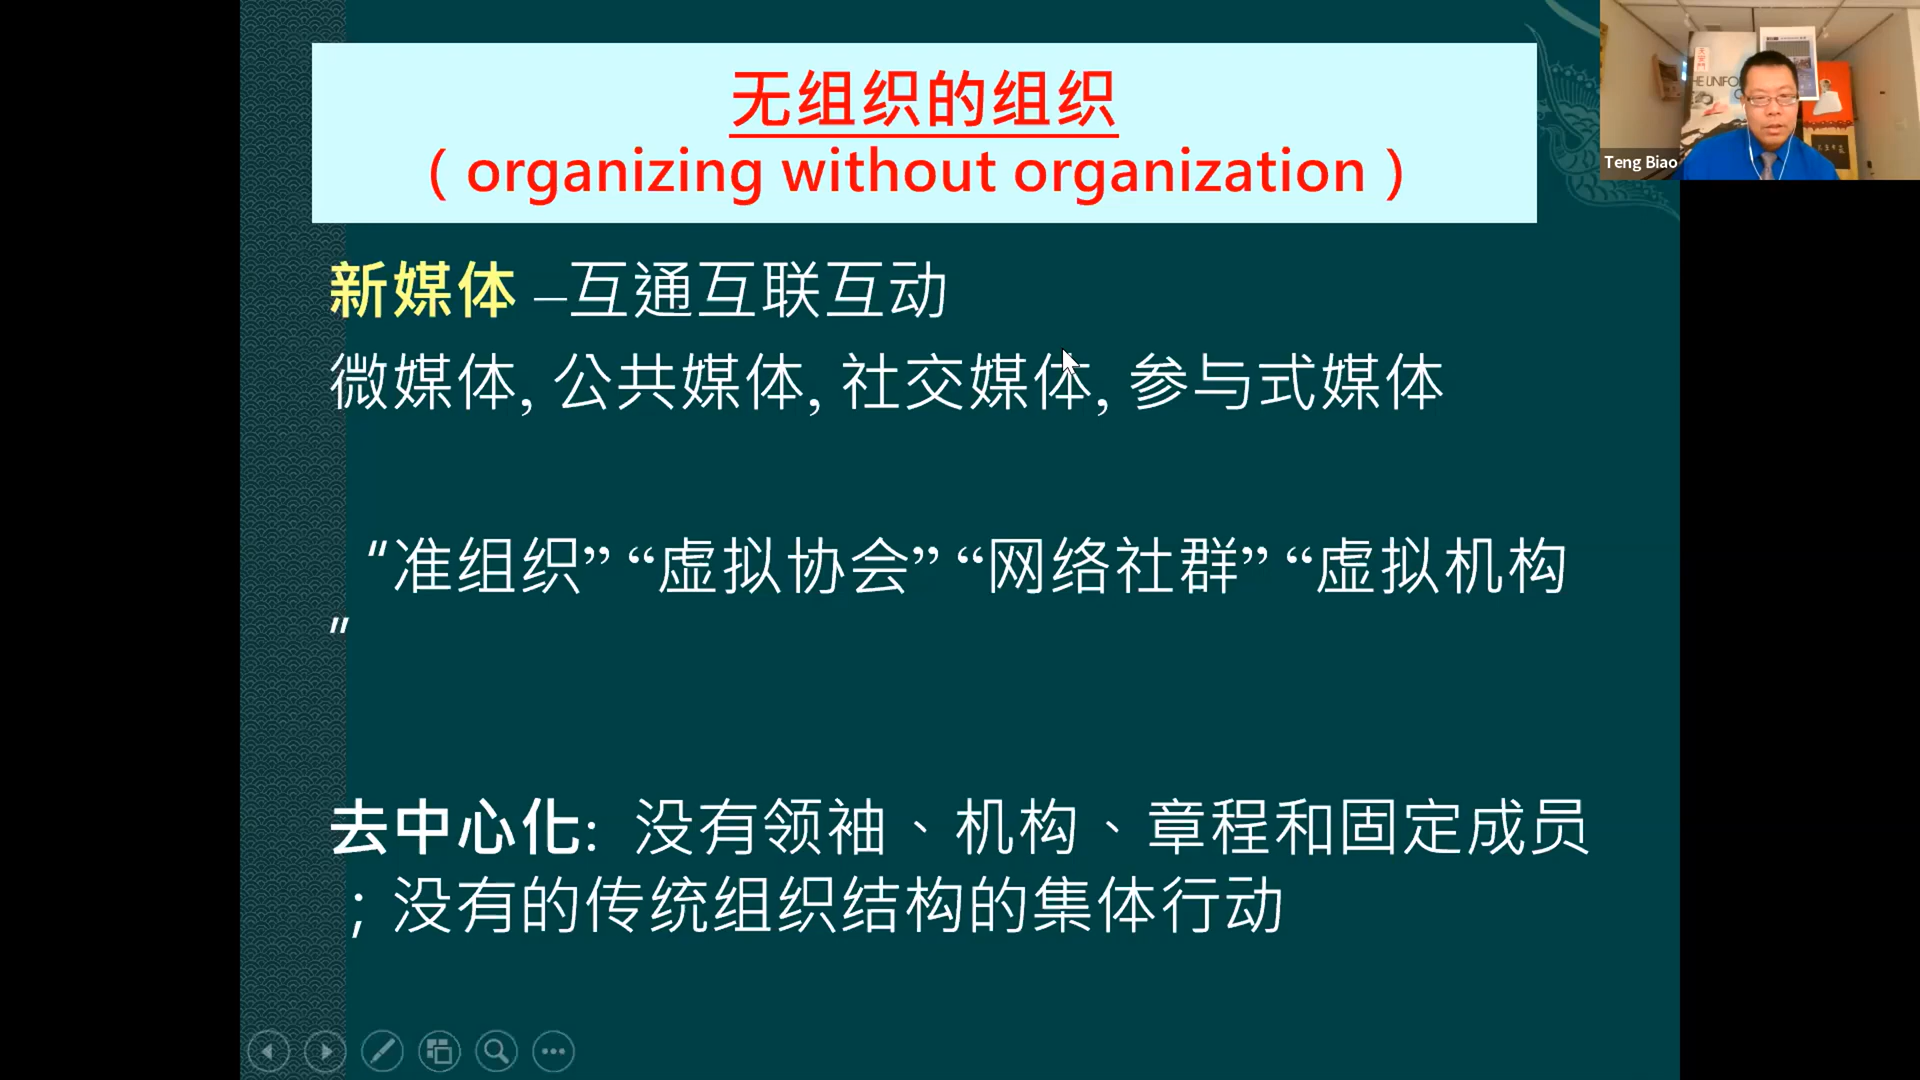 无组织的组织
（organizing without organization）
新媒体 –互通互联互动
微媒体, 公共媒体, 社交媒体, 参与式媒体
“准组织” “虚拟协会” “网络社群” “虚拟机构
”
去中心化: 没有领袖、机构、章程和固定成员
；没有的传统组织结构的集体行动
Teng Biao